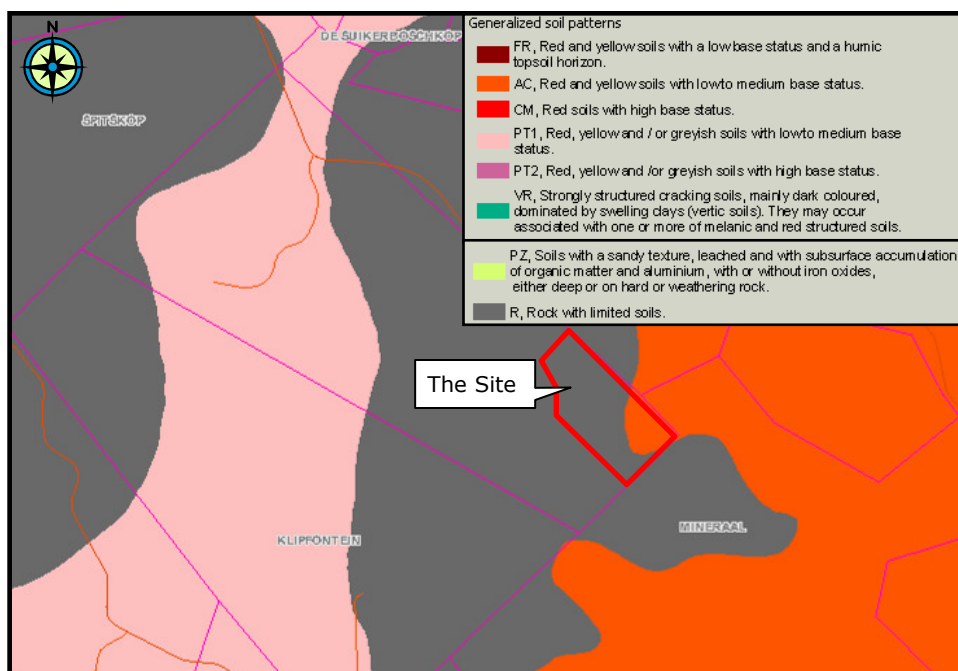 N
DE SUIKERBOSCHKOP
SPITSKOP
Generalized soil patterns
FR, Red and yellow soils with a low base status and a humic
topsoil horizon.
AC, Red and yellow soils with lowto medium base status.
CM, Red soils with high base status.
PT1, Red, yellow and / or greyish soils with lowto medium base
status.
PT2, Red, yellow and /or greyish soils with high base status.
VR, Strongly structured cracking soils, mainly dark coloured,
dominated by swelling clays (vertic soils). They may occur
associated with one or more of melanic and red structured soils.
PZ, Soils with a sandy texture, leached and with subsurface accumulation
of organic matter and aluminium, with or without iron oxides,
either deep or on hard or weathering rock.
R, Rock with limited soils.
The Site
KLIPFONTEIN
MINERAAL